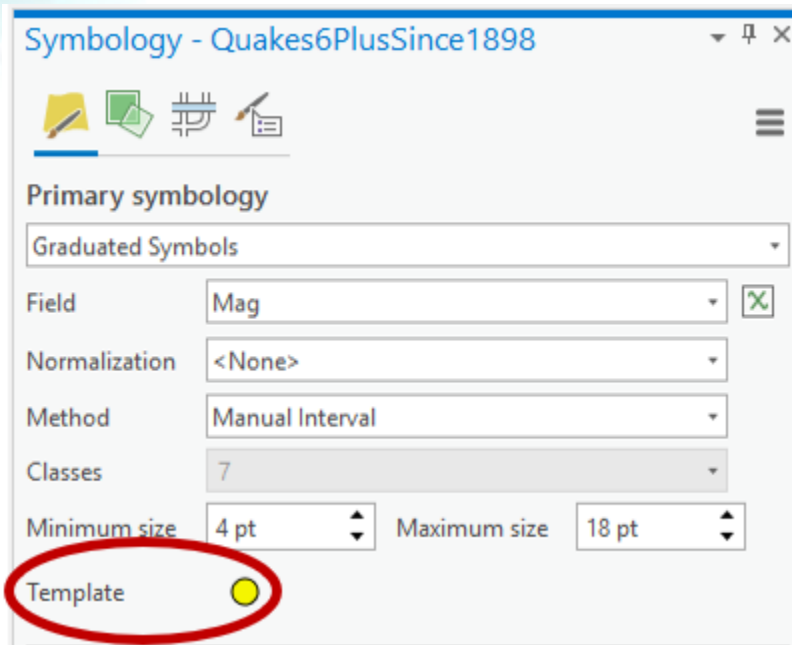 Symbology - Quakes6PlusSince1898
Primary symbology
Graduated Symbols
Field Mag
Normalization <None>
Method Manual Interval
Classes 7
Minimum size 4 pt Maximum size 18 pt
Template